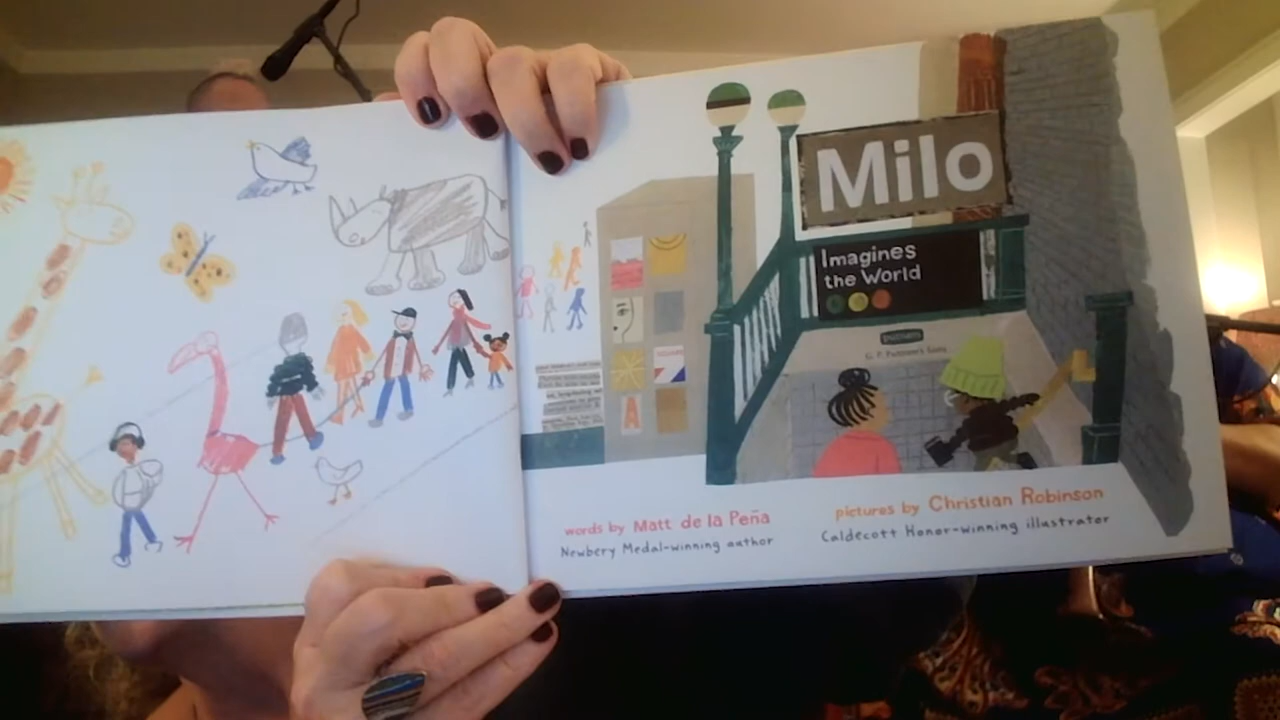 Milo
Imagines
the World
G. P. Putnam's Sons
words by Matt de la Peña
Newbery Medal-winning author
pictures by Christian Robinson
Caldecott Honor-winning illustrator